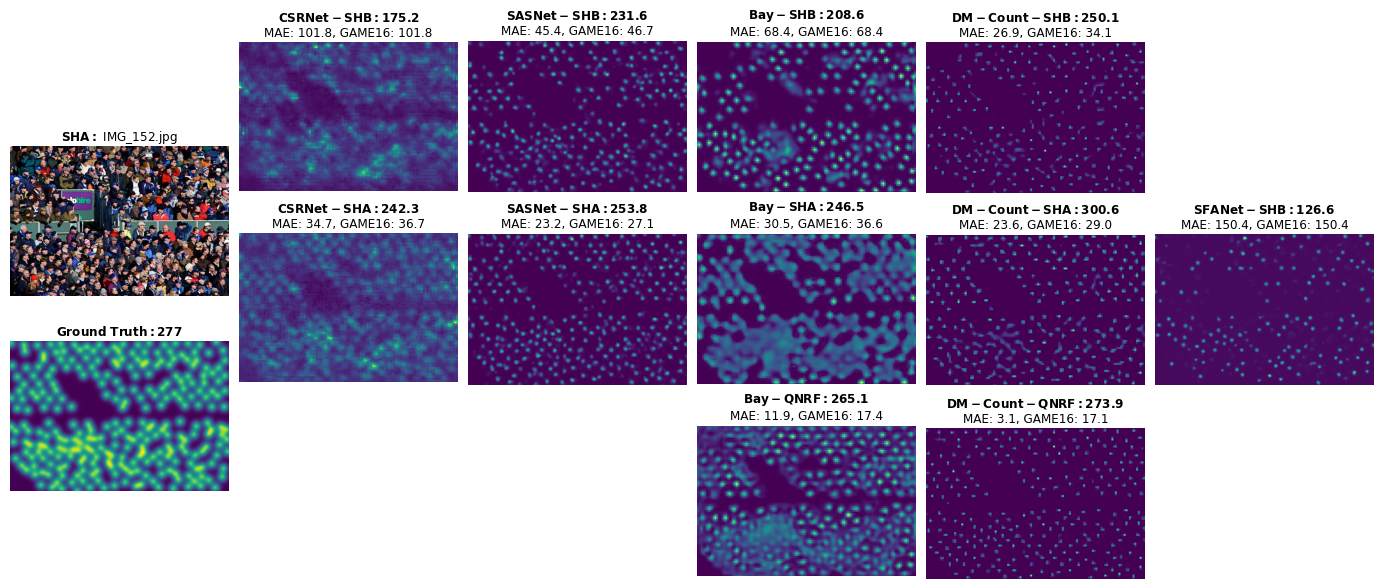 CSRNet−SHB: 175.2
MAE: 101.8, GAME16: 101.8
SASNet−SHB: 231.6
MAE: 45.4, GAME16: 46.7
Bay−SHB: 208.6
MAE: 68.4, GAME16: 68.4
DM−Count−SHB: 250.1
MAE: 26.9, GAME16: 34.1
SHA: IMG_152.jpg
CSRNet−SHA: 242.3
MAE: 34.7, GAME16: 36.7
SASNet−SHA: 253.8
MAE: 23.2, GAME16: 27.1
Bay−SHA: 246.5
MAE: 30.5, GAME16: 36.6
DM−Count−SHA: 300.6
MAE: 23.6, GAME16: 29.0
SFANet−SHB: 126.6
MAE: 150.4, GAME16: 150.4
Ground Truth: 277
Bay−QNRF: 265.1
MAE: 11.9, GAME16: 17.4
DM−Count−QNRF: 273.9
MAE: 3.1, GAME16: 17.1